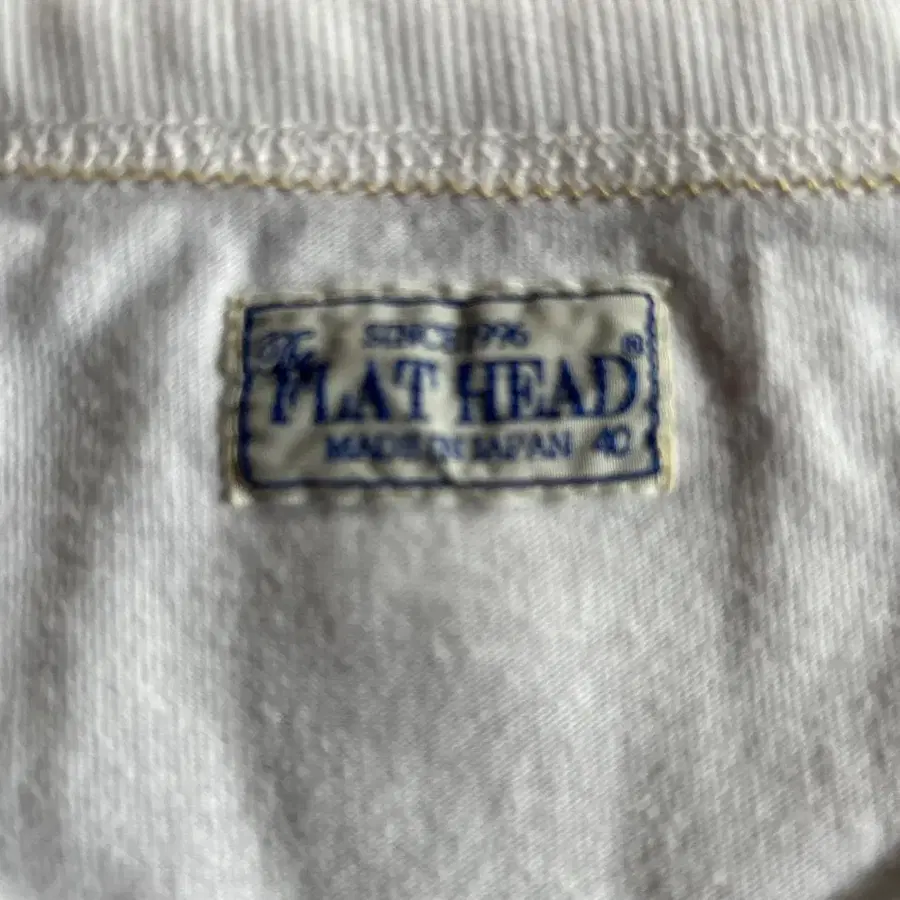 SINCE 1996
The
FLAT HEAD®
MADE IN JAPAN 40